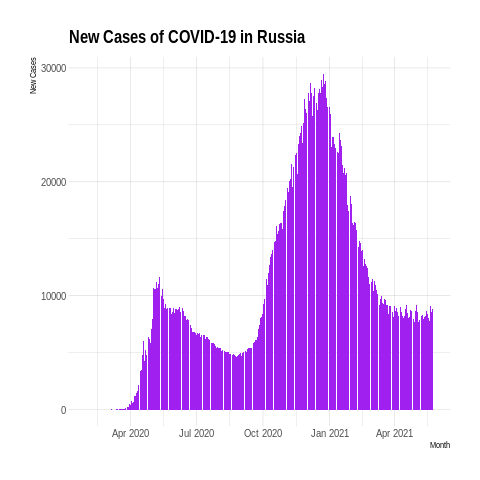 New Cases of COVID-19 in Russia
New Cases
30000
20000
10000
0
Apr 2020 Jul 2020 Oct 2020 Jan 2021 Apr 2021
Month